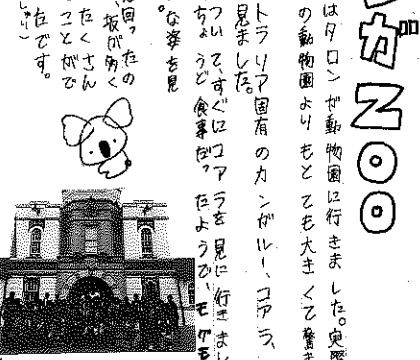 ンガZOO
はタロンガ動物園に行きました。実際
の動物園よりもとても大きくて驚き
トラリア固有のカンガルー、コアラ、
見ました。
ついて、すぐにコアラを見に行きまし
ちょうど食事だったようで、モグモ
な姿を見
回ったの
、坂が多く
たくさん
ことがで
たです。